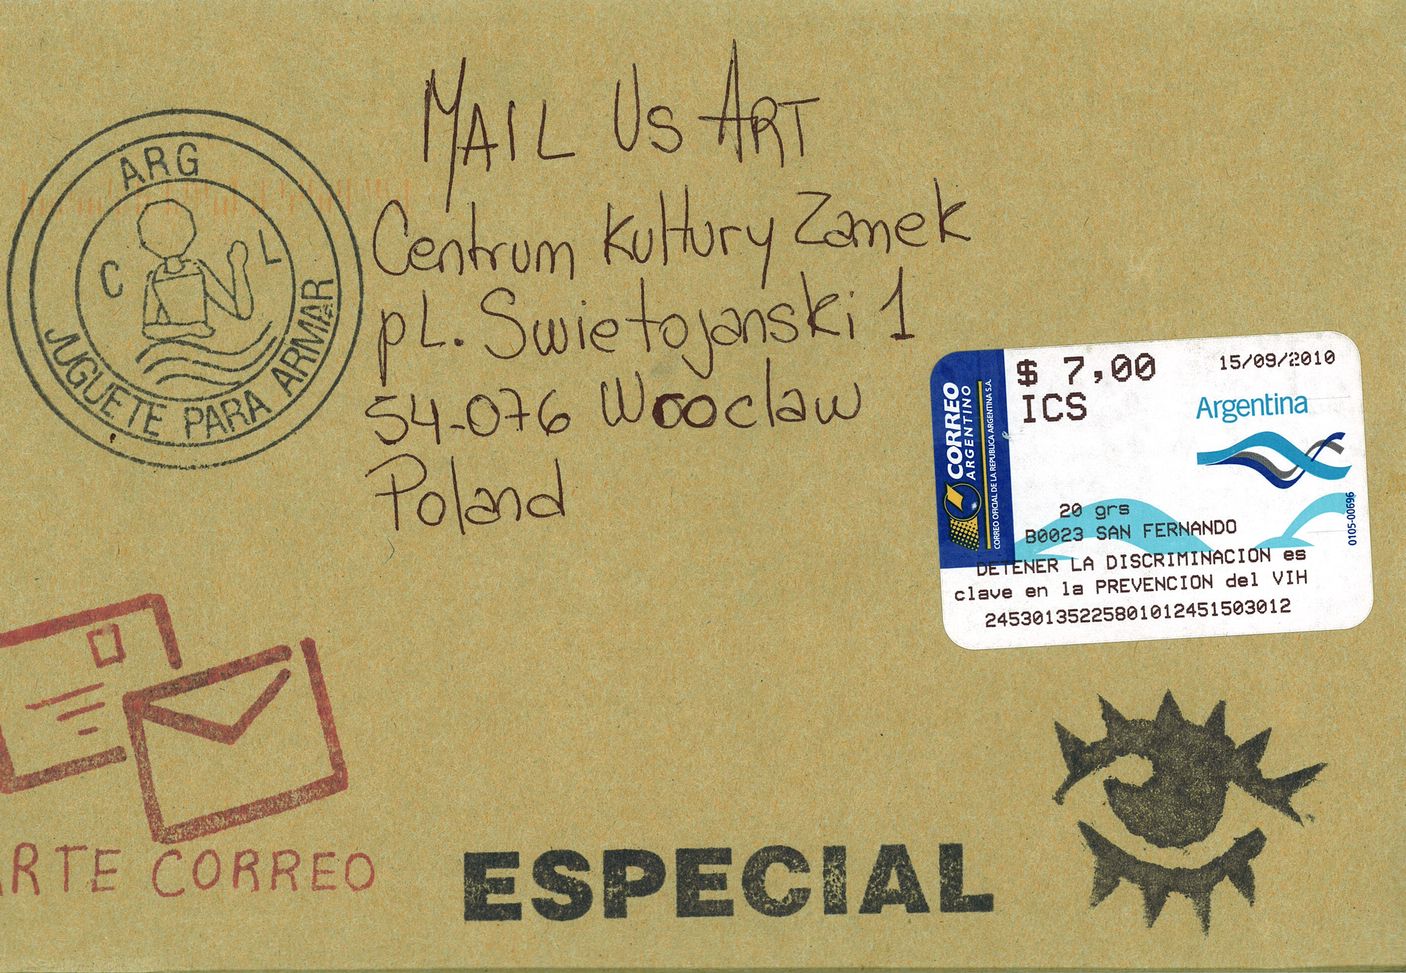 MAIL US ART
Centrum Kultury Zamek
pL. Swietojanski 1
54-076 Wrooclaw
Poland
ARG
C L
JUGUETE PARA ARMAR
CORREO
ARGENTINO
CORREO OFICIAL DE LA REPUBLICA ARGENTINA S.A.
$ 7,00
15/09/2010
ICS
Argentina
20 grs
B0023 SAN FERNANDO
DETENER LA DISCRIMINACION es
clave en la PREVENCION del VIH
24530135225801012451503012
0105-00696
ARTE CORREO
ESPECIAL